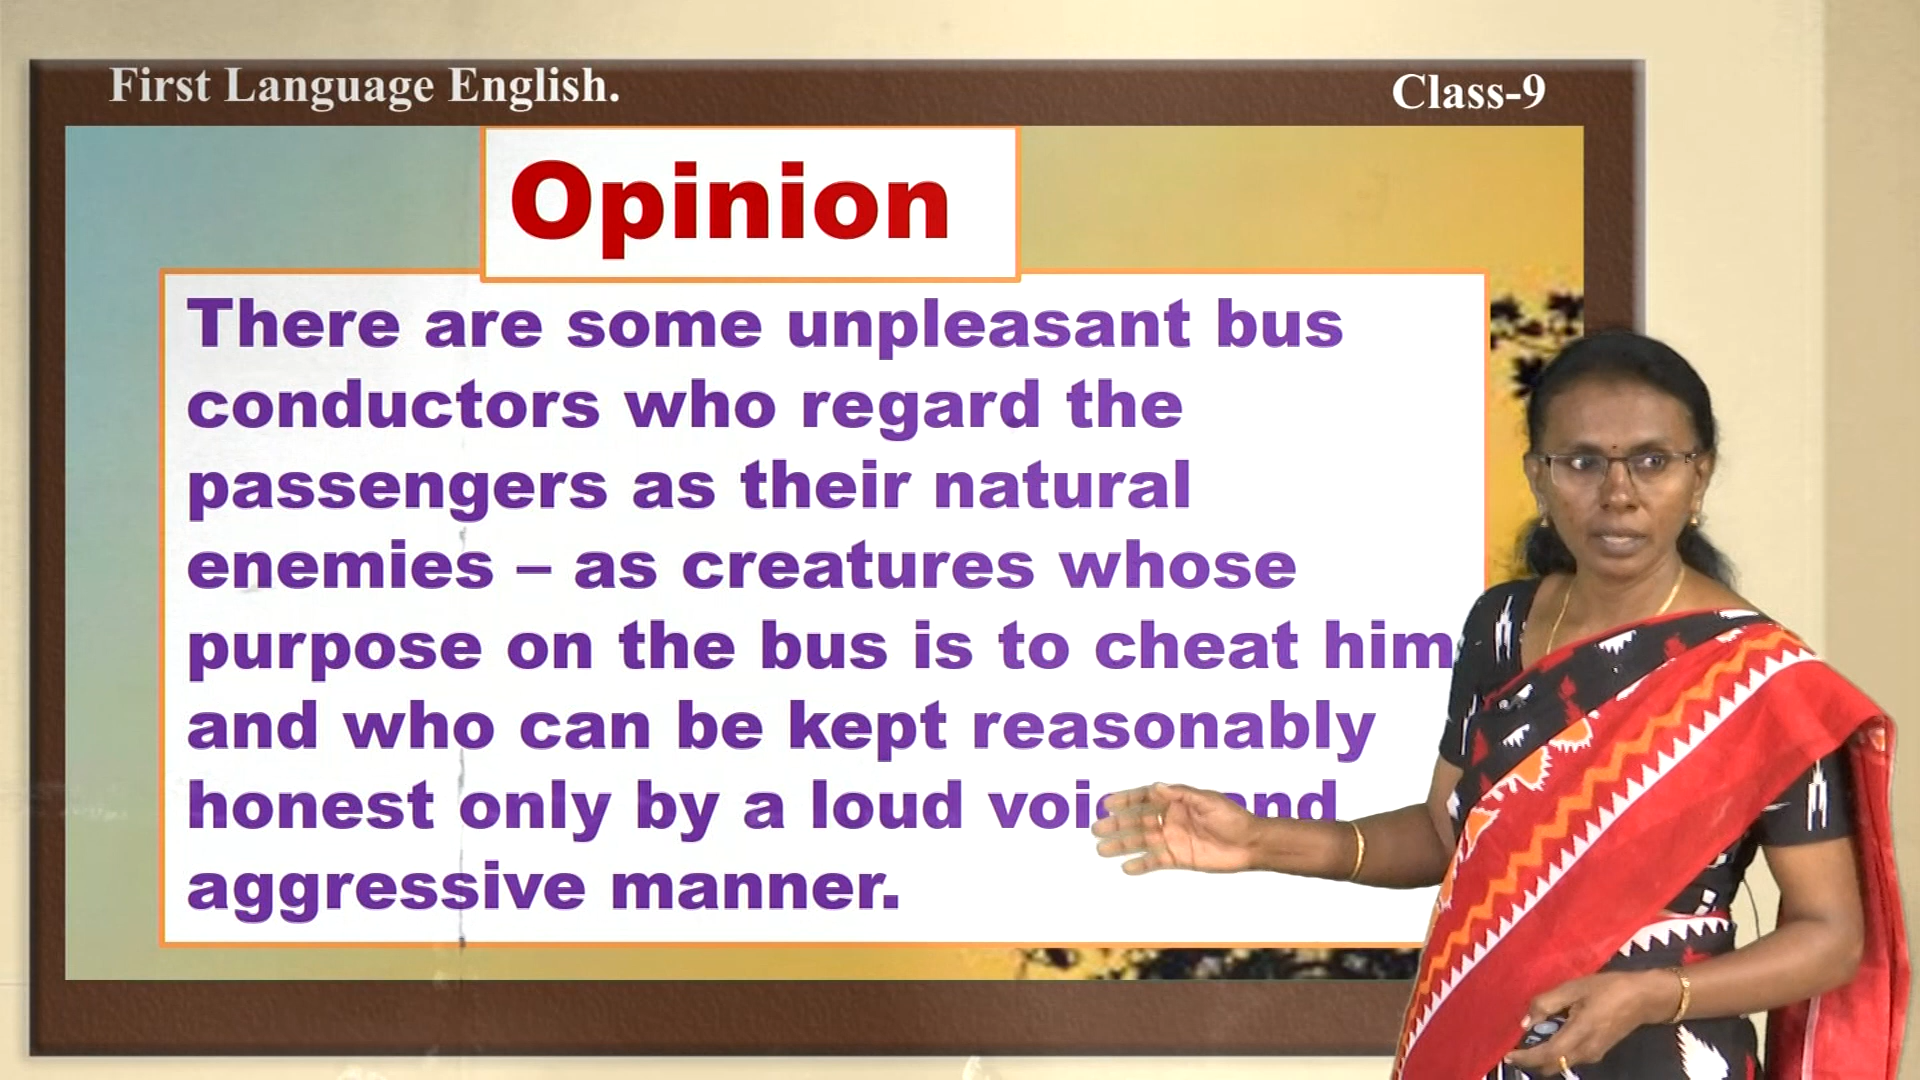 First Language English.
Class-9
Opinion
There are some unpleasant bus
conductors who regard the
passengers as their natural
enemies – as creatures whose
purpose on the bus is to cheat him
and who can be kept reasonably
honest only by a loud voice and
aggressive manner.